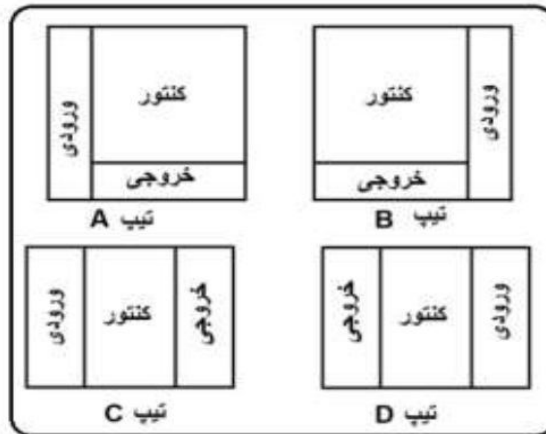 ورودی
کنتور
خروجی
تیپ A
کنتور
ورودی
خروجی
تیپ B
ورودی
کنتور
خروجی
تیپ C
خروجی
کنتور
ورودی
تیپ D